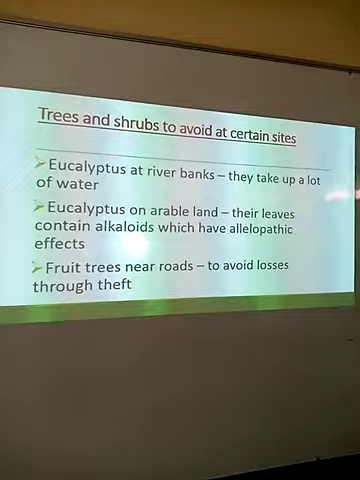 Trees and shrubs to avoid at certain sites
➢Eucalyptus at river banks – they take up a lot
of water
➢Eucalyptus on arable land – their leaves
contain alkaloids which have allelopathic
effects
➢Fruit trees near roads – to avoid losses
through theft